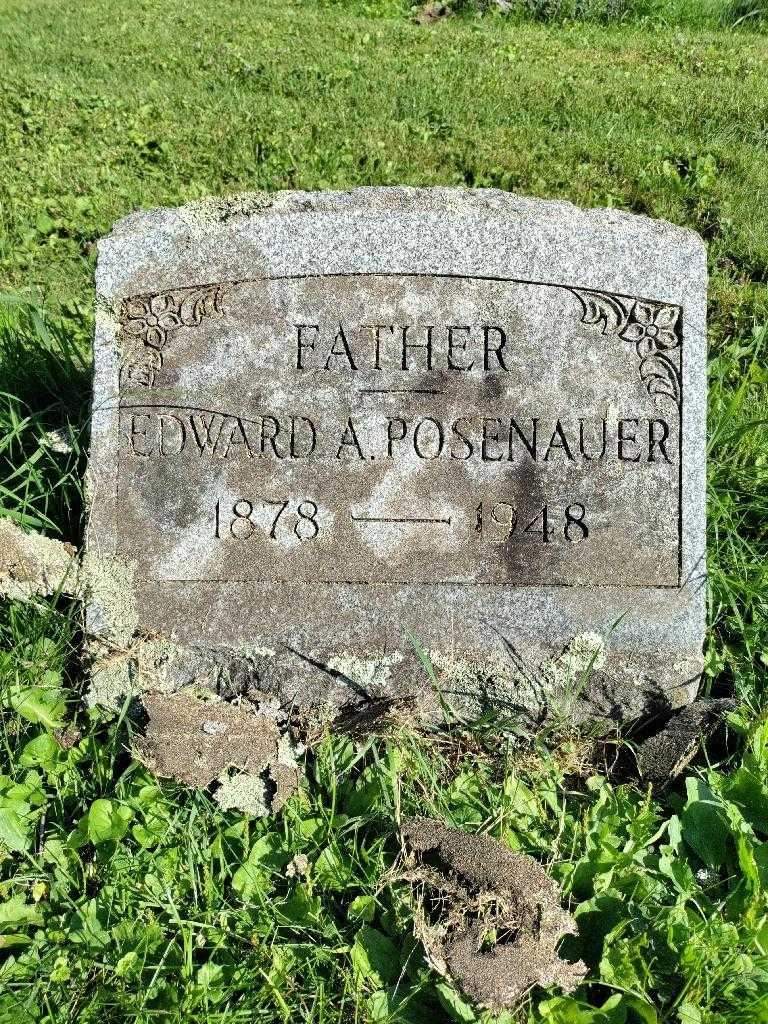 FATHER
EDWARD A. POSENAUER
1878 — 1948